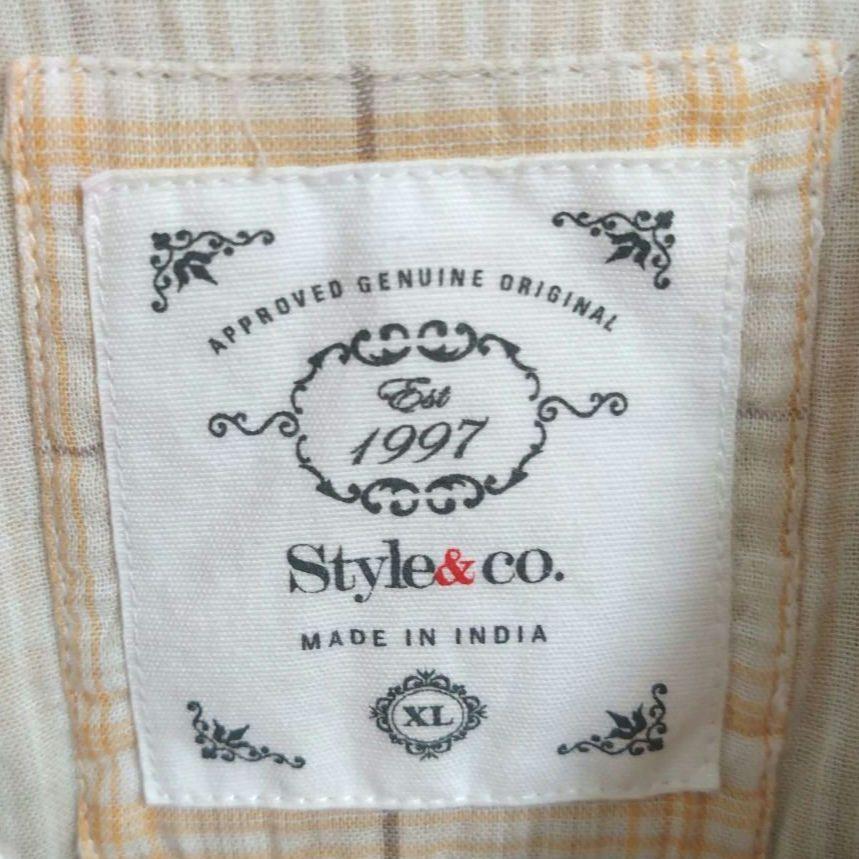 APPROVED GENUINE ORIGINAL
Est
1997
Style&co.
MADE IN INDIA
XL